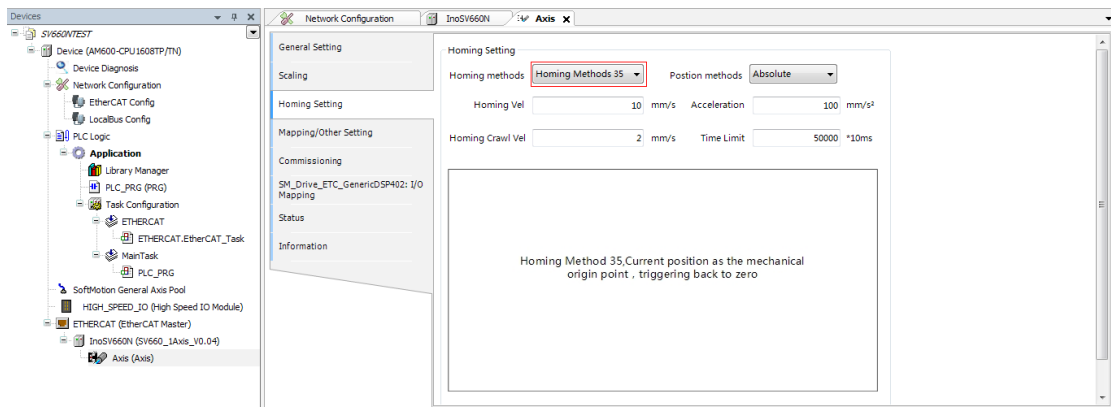 Devices
SV660NTEST
Device (AM600-CPU1608TP/TN)
Device Diagnosis
Network Configuration
EtherCAT Config
LocalBus Config
PLC Logic
Application
Library Manager
PLC_PRG (PRG)
Task Configuration
ETHERCAT
ETHERCAT.EtherCAT_Task
MainTask
PLC_PRG
SoftMotion General Axis Pool
HIGH_SPEED_IO (High Speed IO Module)
ETHERCAT (EtherCAT Master)
InoSV660N (SV660_1Axis_V0.04)
Axis (Axis)
Network Configuration InoSV660N Axis
General Setting
Scaling
Homing Setting
Mapping/Other Setting
Commissioning
SM_Drive_ETC_GenericDSP402: I/O
Mapping
Status
Information
Homing Setting
Homing methods Homing Methods 35 Postion methods Absolute
Homing Vel 10 mm/s Acceleration 100 mm/s²
Homing Crawl Vel 2 mm/s Time Limit 50000 *10ms
Homing Method 35,Current position as the mechanical
origin point , triggering back to zero